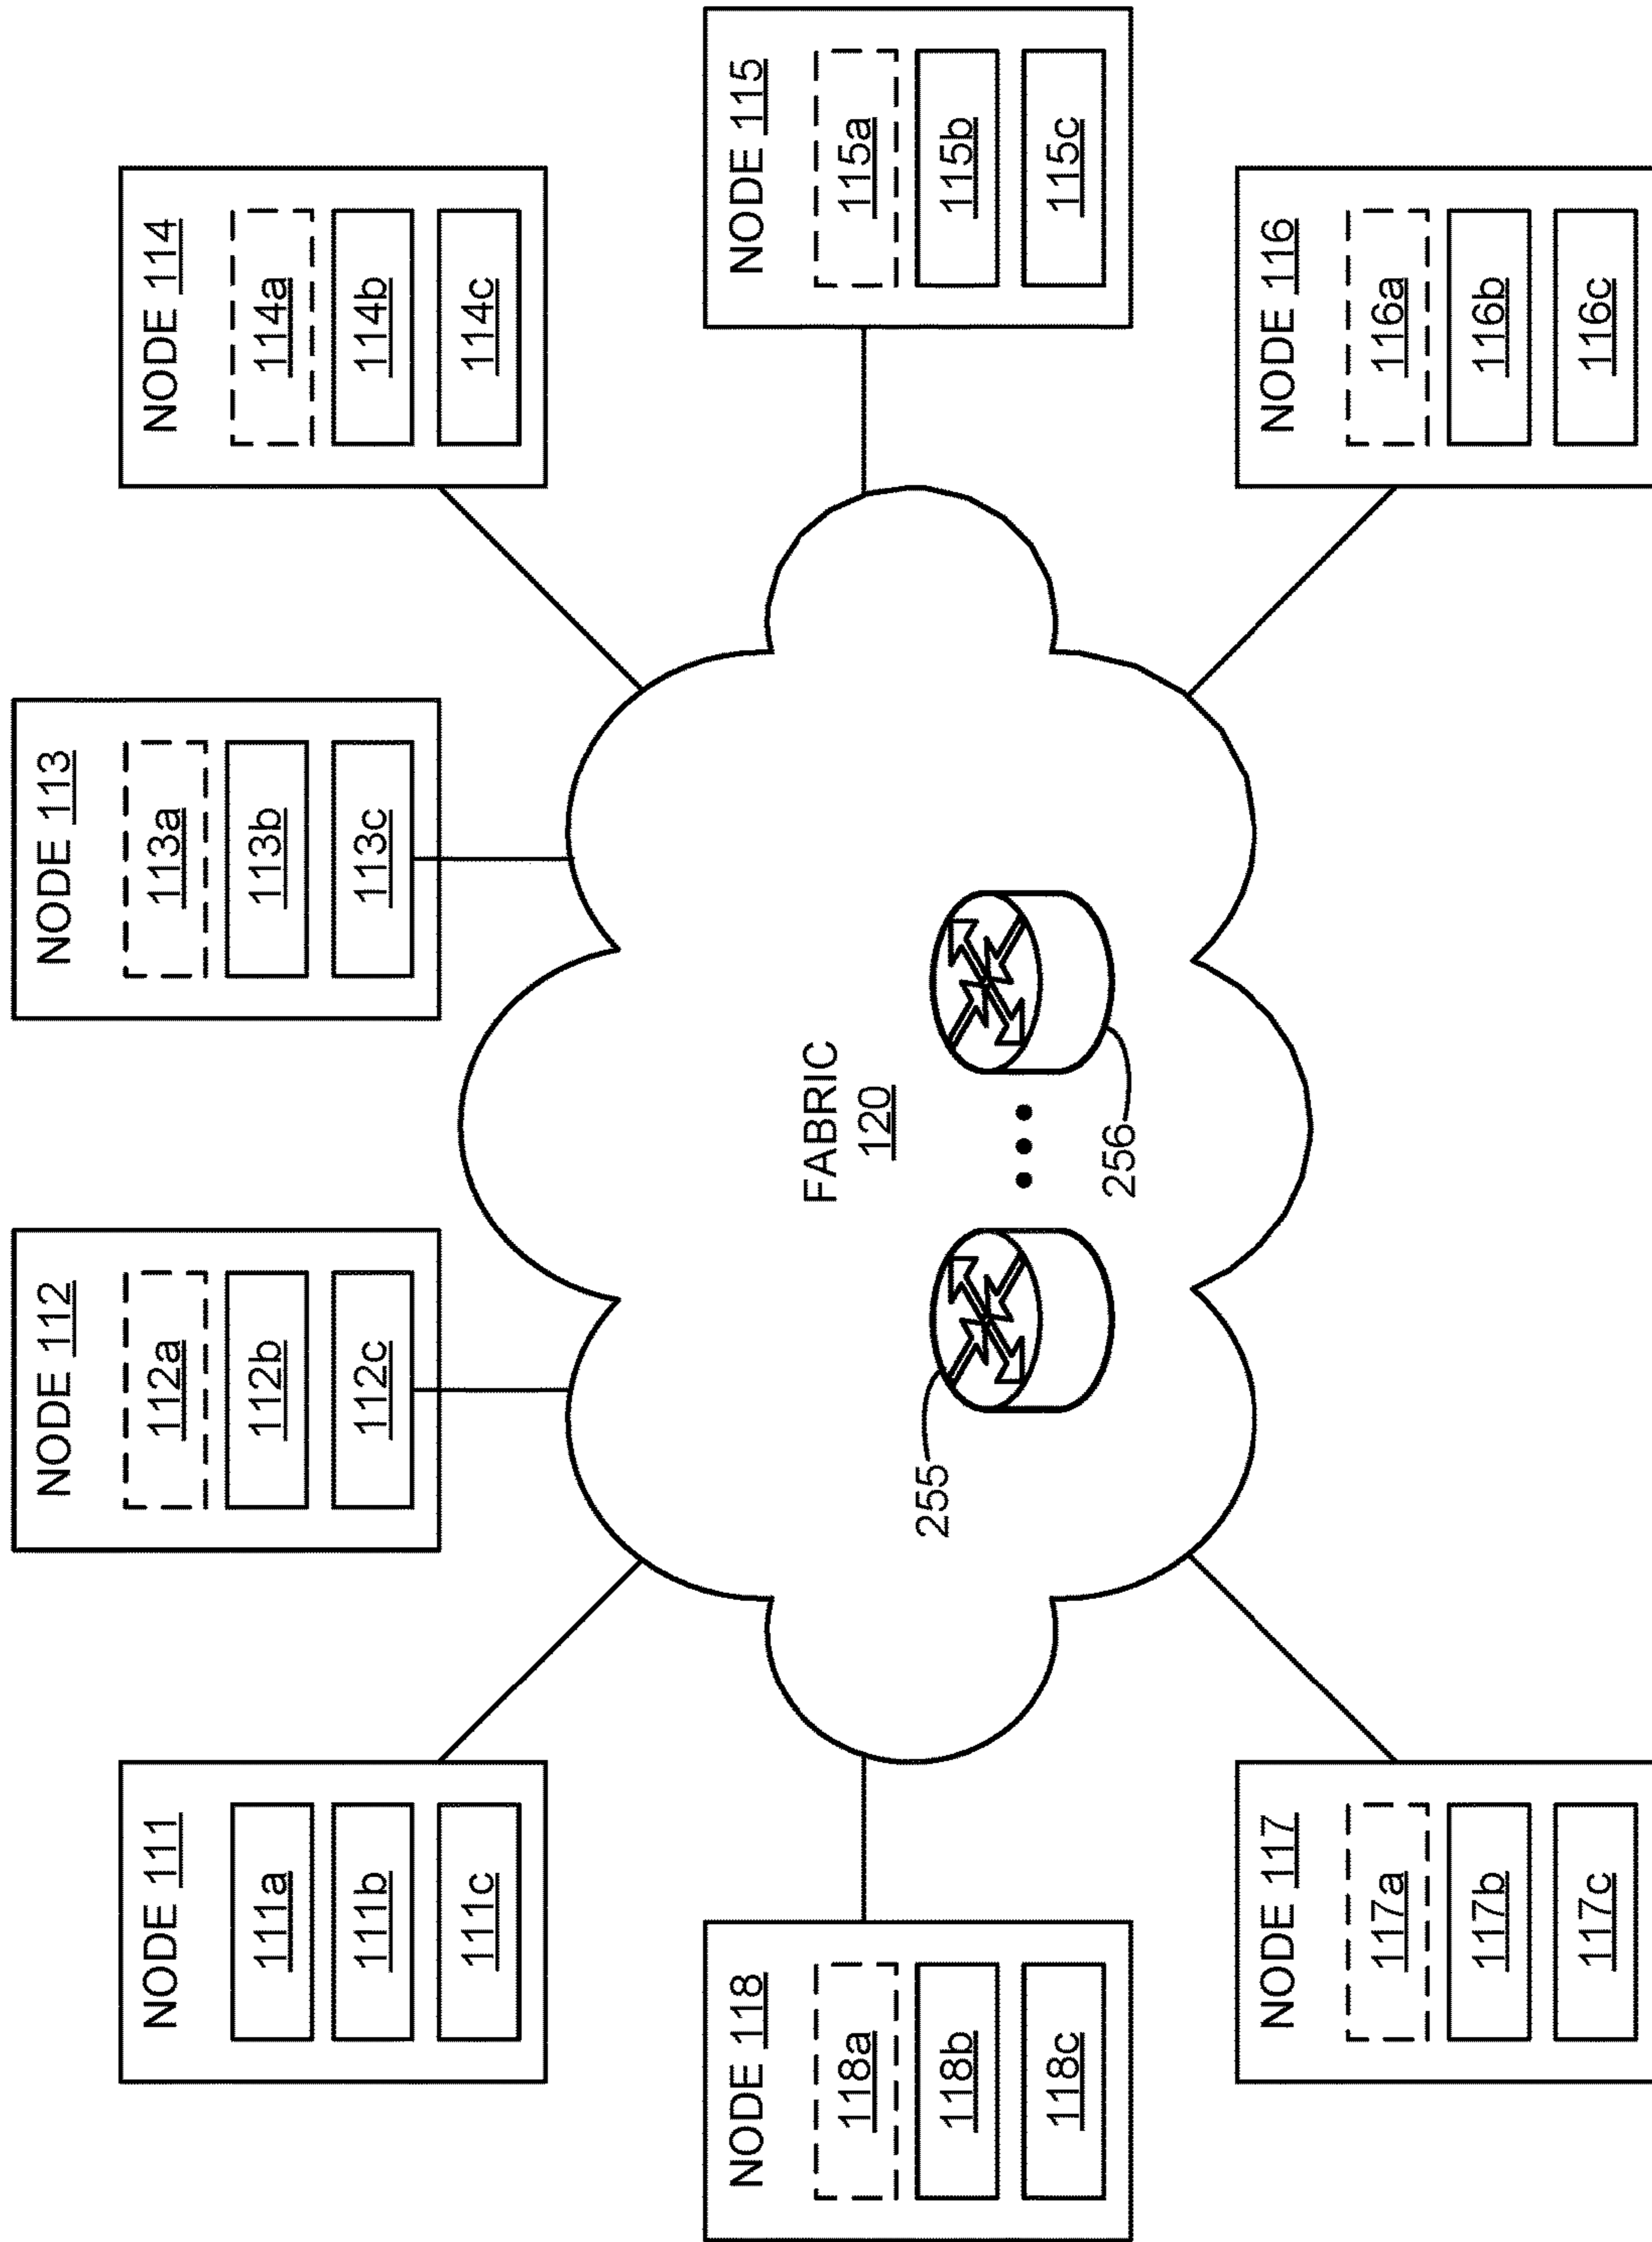 NODE 111
111a
111b
111c
NODE 112
112a
112b
112c
NODE 113
113a
113b
113c
NODE 114
114a
114b
114c
NODE 115
115a
115b
115c
NODE 116
116a
116b
116c
NODE 117
117a
117b
117c
NODE 118
118a
118b
118c
FABRIC
120
255
256